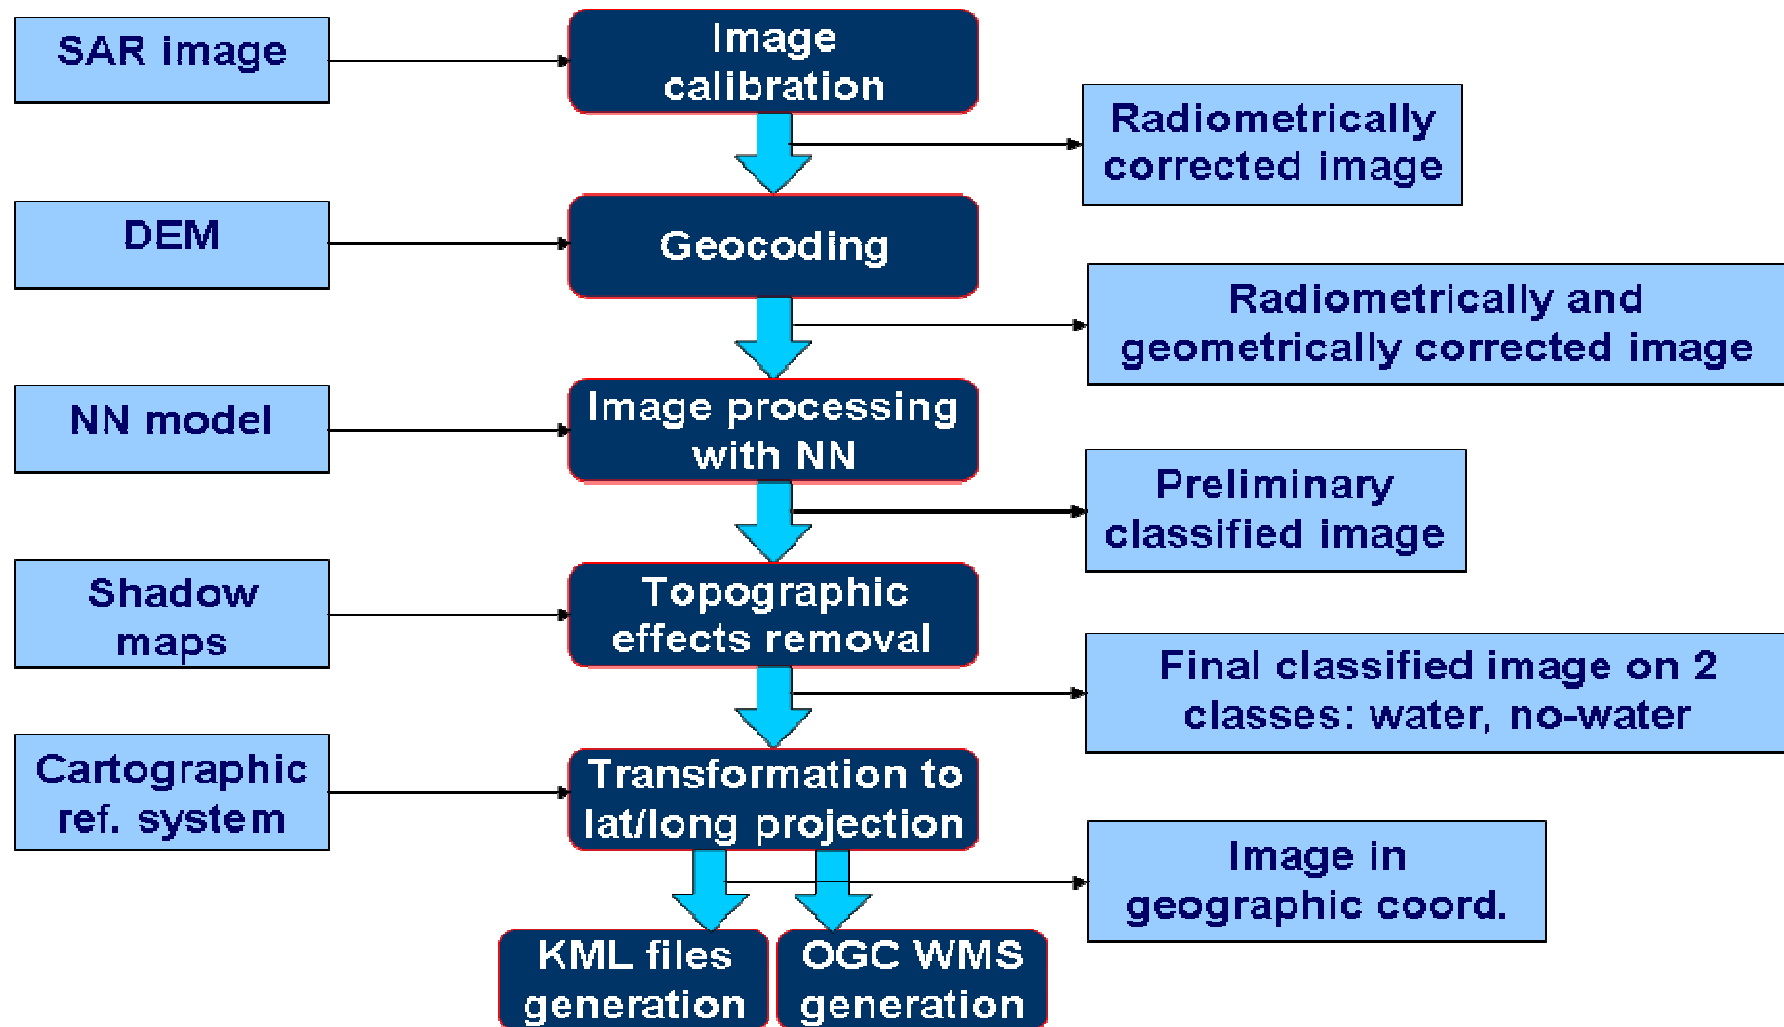 SAR image
Image
calibration
Radiometrically
corrected image
DEM
Geocoding
Radiometrically and
geometrically corrected image
NN model
Image processing
with NN
Preliminary
classified image
Shadow
maps
Topographic
effects removal
Final classified image on 2
classes: water, no-water
Cartographic
ref. system
Transformation to
lat/long projection
Image in
geographic coord.
KML files
generation
OGC WMS
generation